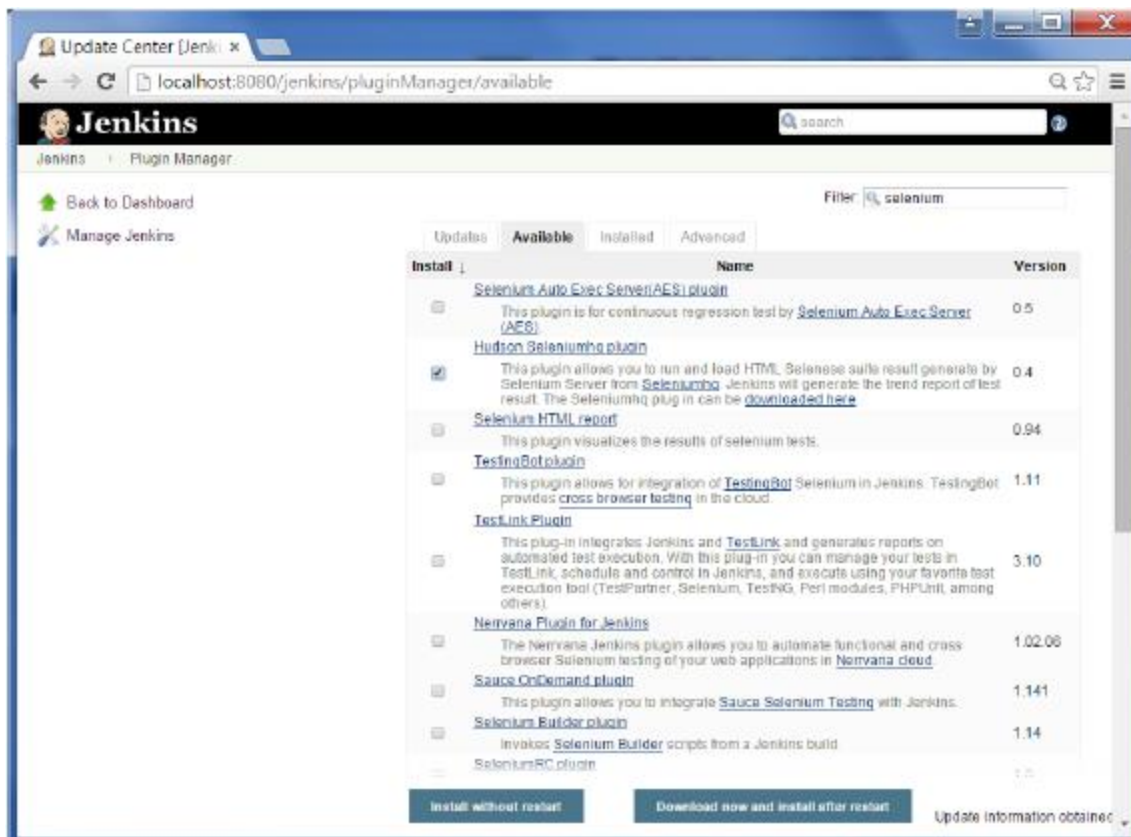 Update Center [Jenki
localhost:8080/jenkins/pluginManager/available
Jenkins
search
Jenkins
Plugin Manager
Back to Dashboard
Manage Jenkins
Filter: selenium
Updates Available Installed Advanced
Install ↓ Name Version
Selenium Auto Exec Server(AES) plugin
This plugin is for continuous regression test by Selenium Auto Exec Server
(AES).
0.5
Hudson Seleniumhq plugin
This plugin allows you to run and load HTML Selenese suite result generate by
Selenium Server from Seleniumhq. Jenkins will generate the trend report of test
result. The Seleniumhq plug in can be downloaded here
0.4
Selenium HTML report
This plugin visualizes the results of selenium tests.
0.94
TestingBot plugin
This plugin allows for integration of TestingBot Selenium in Jenkins. TestingBot
provides cross browser testing in the cloud.
1.11
TestLink Plugin
This plug-in integrates Jenkins and TestLink and generates reports on
automated test execution. With this plug-in you can manage your tests in
TestLink, schedule and control in Jenkins, and execute using your favorite test
execution tool (TestPartner, Selenium, TestNG, Perl modules, PHPUnit, among
others).
3.10
Nerrvana Plugin for Jenkins
The Nerrvana Jenkins plugin allows you to automate functional and cross
browser Selenium testing of your web applications in Nerrvana cloud.
1.02.06
Sauce OnDemand plugin
This plugin allows you to integrate Sauce Selenium Testing with Jenkins.
1.141
Selenium Builder plugin
Invokes Selenium Builder scripts from a Jenkins build
1.14
SeleniumRC plugin
Install without restart
Download now and install after restart
Update information obtained